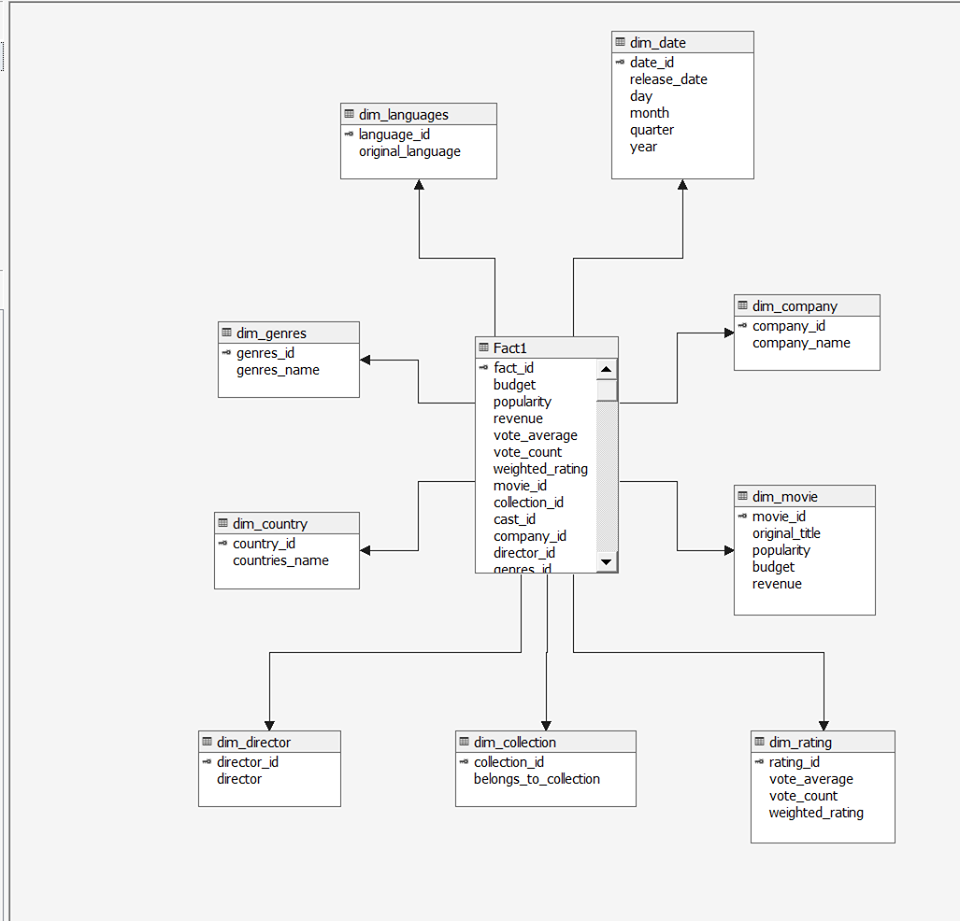 dim_date
date_id
release_date
day
month
quarter
year
dim_languages
language_id
original_language
dim_company
company_id
company_name
dim_genres
genres_id
genres_name
Fact1
fact_id
budget
popularity
revenue
vote_average
vote_count
weighted_rating
movie_id
collection_id
cast_id
company_id
director_id
genres_id
dim_movie
movie_id
original_title
popularity
budget
revenue
dim_country
country_id
countries_name
dim_director
director_id
director
dim_collection
collection_id
belongs_to_collection
dim_rating
rating_id
vote_average
vote_count
weighted_rating